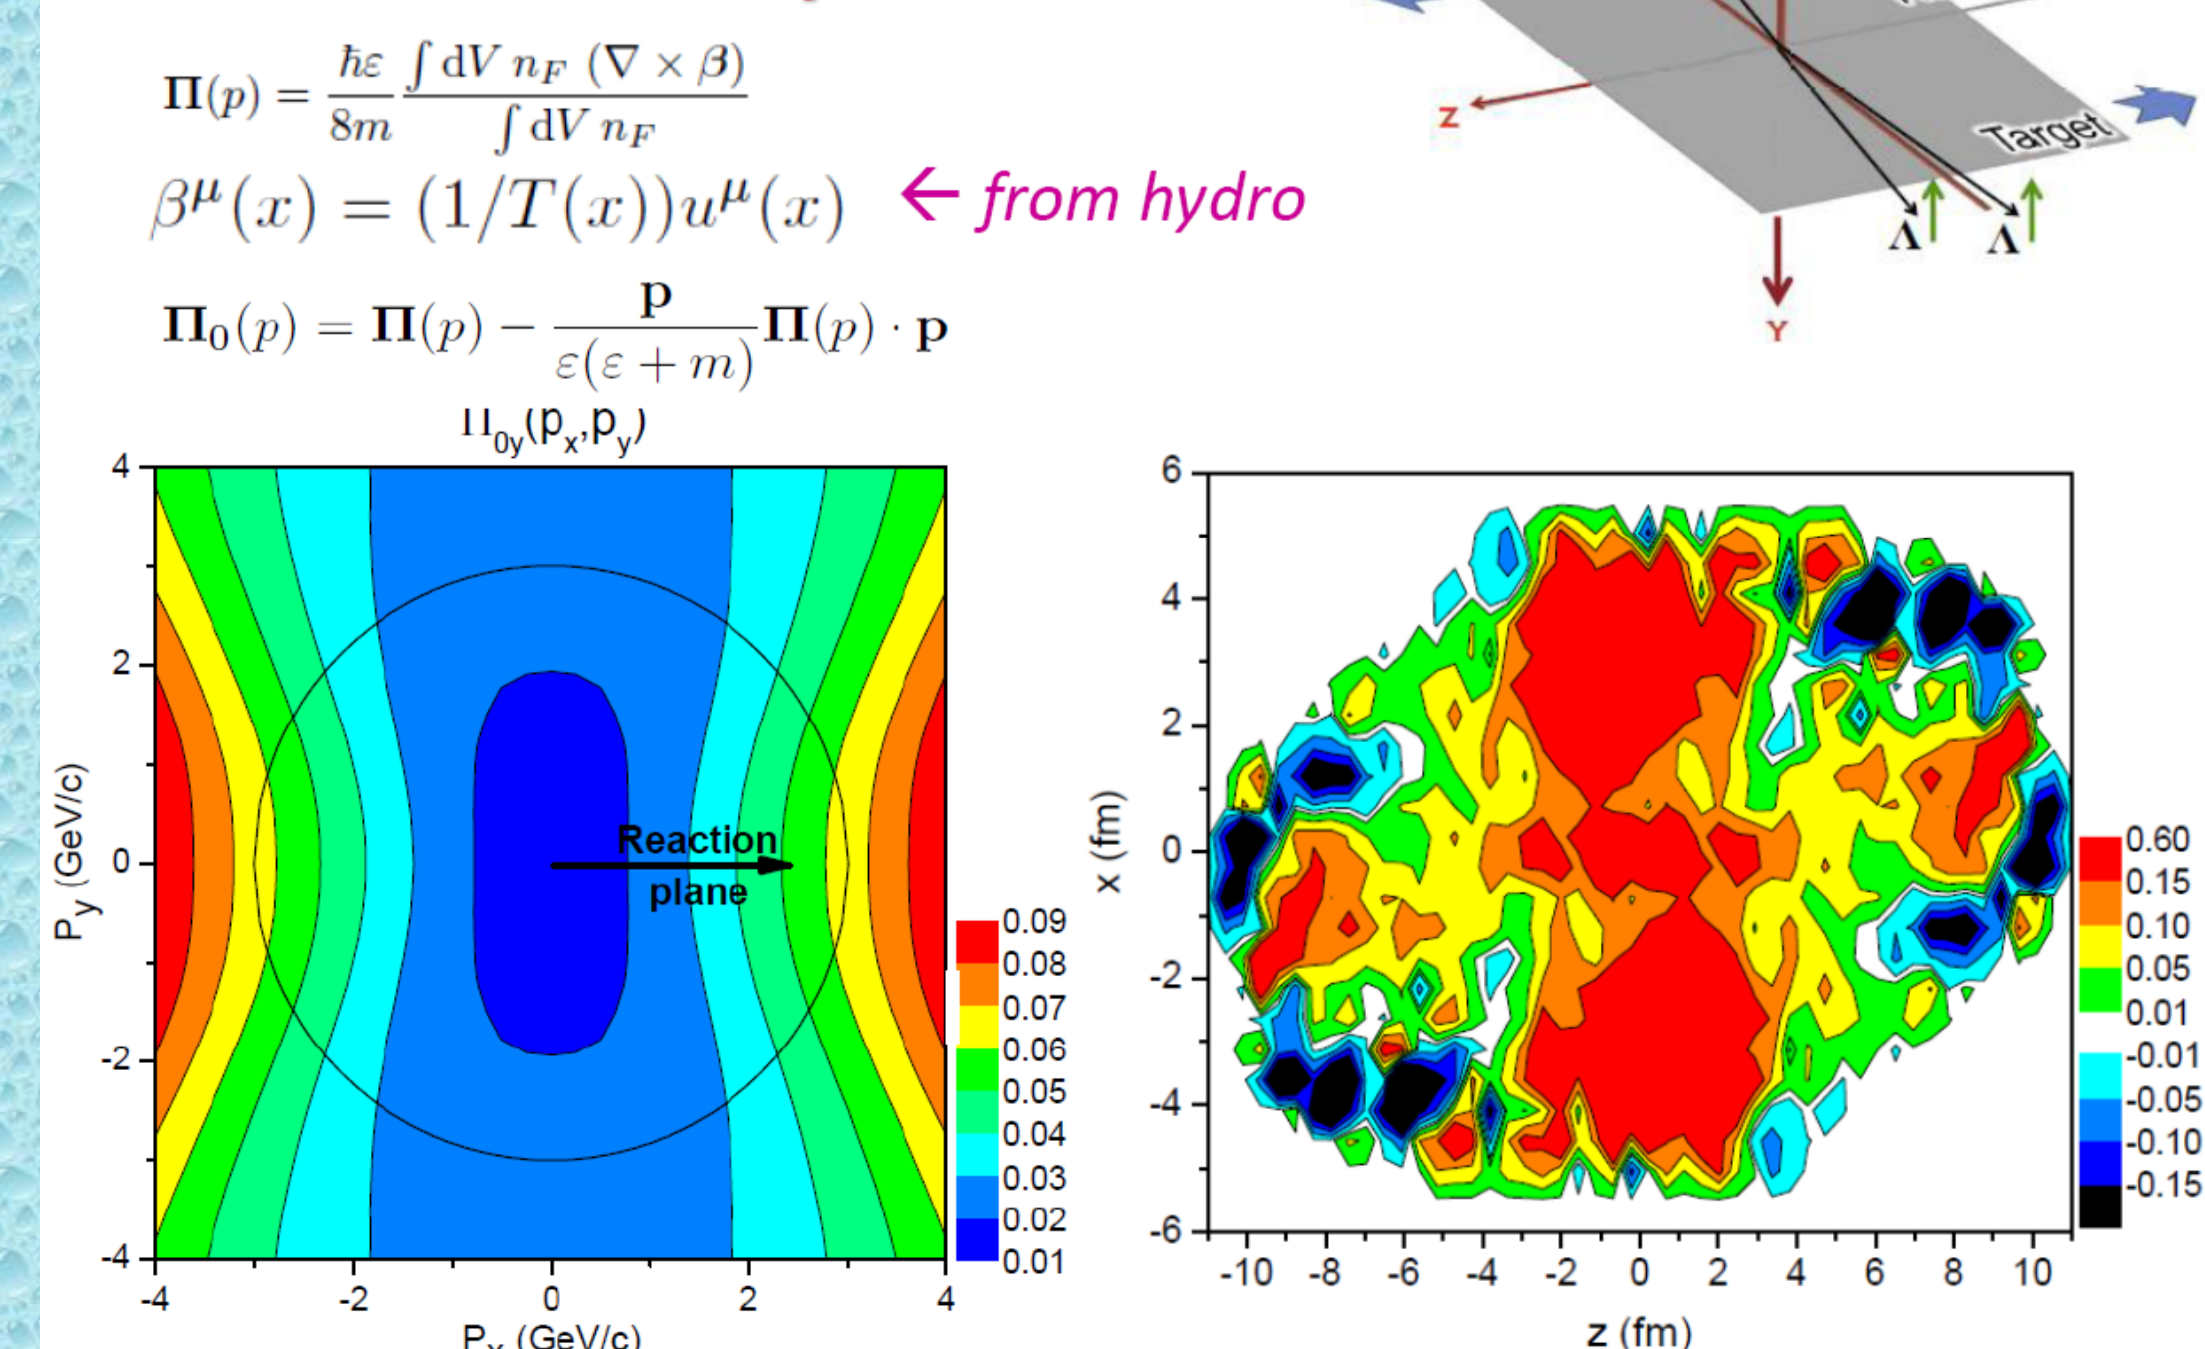 Π(p) = ħε/8m ∫ dV n_F (∇ × β) / ∫ dV n_F
β^μ(x) = (1/T(x))u^μ(x) ← from hydro
Π₀(p) = Π(p) − p/ε(ε + m) Π(p) · p
Z
Target
Λ Λ
Y
Π_0y(p_x,p_y)
4
2
0
-2
-4
P_y (GeV/c)
Reaction
plane
-4 -2 0 2 4
P_x (GeV/c)
0.09
0.08
0.07
0.06
0.05
0.04
0.03
0.02
0.01
6
4
2
0
-2
-4
-6
x (fm)
-10 -8 -6 -4 -2 0 2 4 6 8 10
z (fm)
0.60
0.15
0.10
0.05
0.01
-0.01
-0.05
-0.10
-0.15